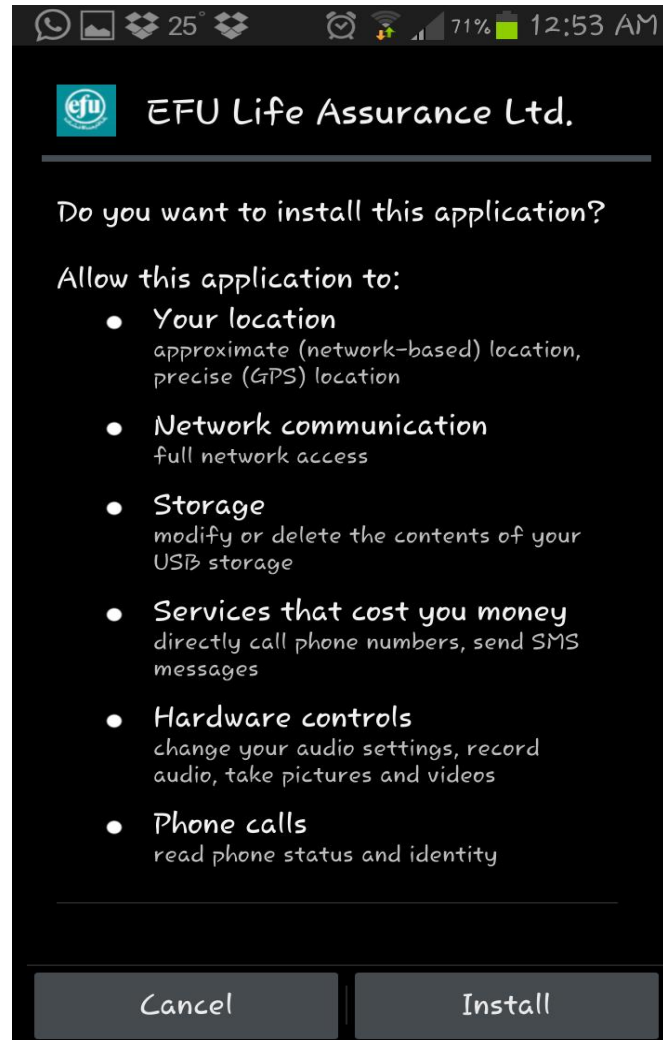 25° 71% 12:53 AM
efu EFU Life Assurance Ltd.
Do you want to install this application?
Allow this application to:
Your location
approximate (network-based) location,
precise (GPS) location
Network communication
full network access
Storage
modify or delete the contents of your
USB storage
Services that cost you money
directly call phone numbers, send SMS
messages
Hardware controls
change your audio settings, record
audio, take pictures and videos
Phone calls
read phone status and identity
Cancel Install